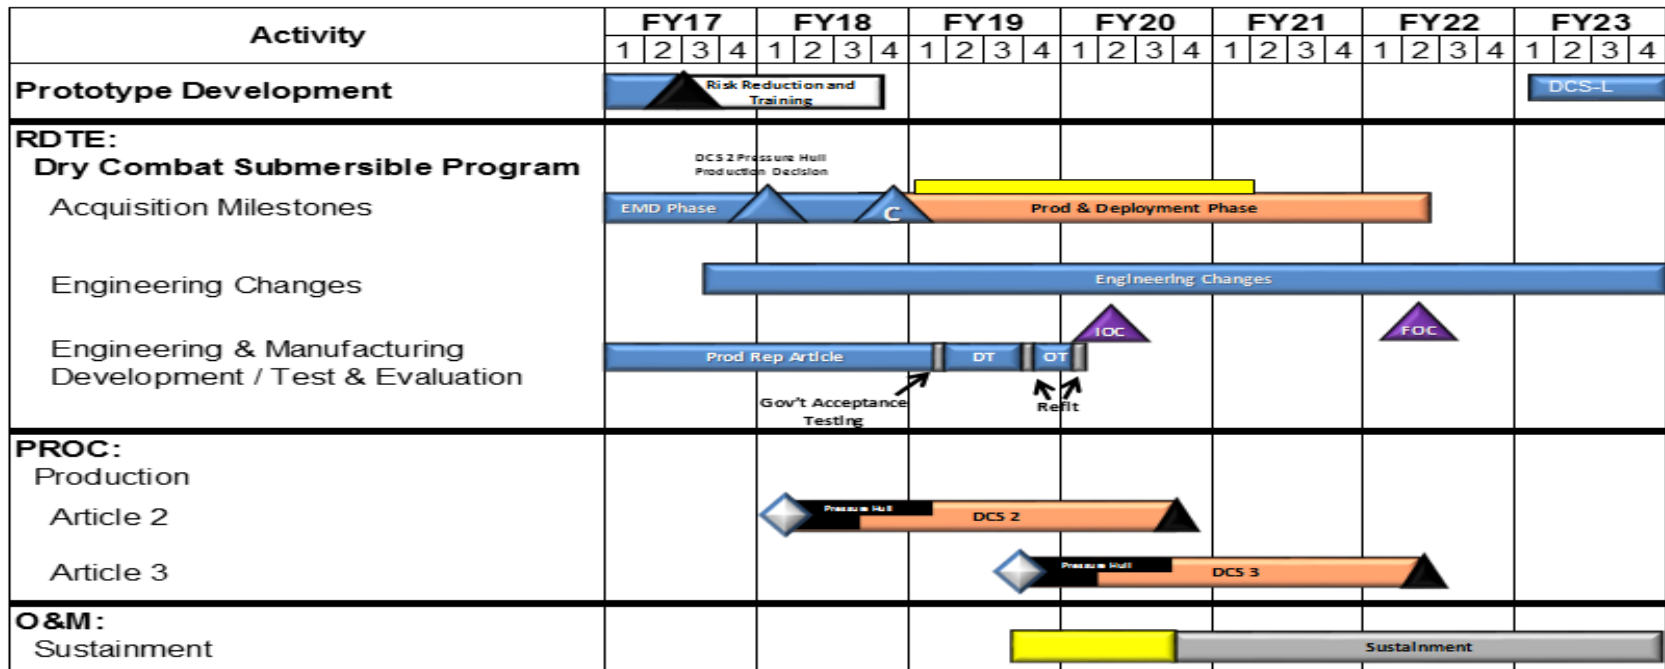 Activity
FY17 FY18 FY19 FY20 FY21 FY22 FY23
1 2 3 4 1 2 3 4 1 2 3 4 1 2 3 4 1 2 3 4 1 2 3 4 1 2 3 4
Prototype Development
Risk Reduction and
Training
DCS-L
RDTE:
Dry Combat Submersible Program
DCS 2 Pressure Hull
Production Decision
Acquisition Milestones
EMD Phase
C
Prod & Deployment Phase
Engineering Changes
Engineering Changes
IOC
FOC
Engineering & Manufacturing
Development / Test & Evaluation
Prod Rep Article
DT
OT
Gov't Acceptance
Testing
Refit
PROC:
Production
Article 2
Pressure Hull
DCS 2
Article 3
Pressure Hull
DCS 3
O&M:
Sustainment
Sustainment